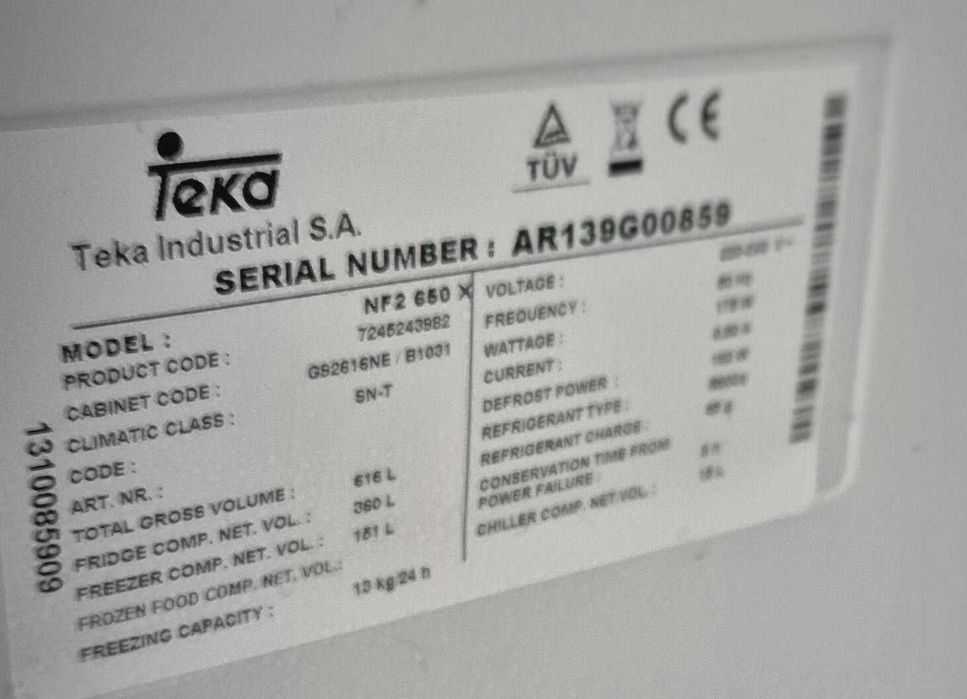 Teka
TÜV
CE
Teka Industrial S.A.
SERIAL NUMBER : AR139G00859
MODEL : NF2 650 X
PRODUCT CODE : 7245243982
CABINET CODE : GS2616NE / B1031
CLIMATIC CLASS : SN-T
CODE :
ART. NR. :
TOTAL GROSS VOLUME : 616 L
FRIDGE COMP. NET. VOL. : 360 L
FREEZER COMP. NET. VOL. : 151 L
FROZEN FOOD COMP. NET. VOL.:
FREEZING CAPACITY : 13 kg/24 h
VOLTAGE :
FREQUENCY :
WATTAGE :
CURRENT :
DEFROST POWER :
REFRIGERANT TYPE :
REFRIGERANT CHARGE :
CONSERVATION TIME FROM
POWER FAILURE :
CHILLER COMP. NET VOL. :
1310085909